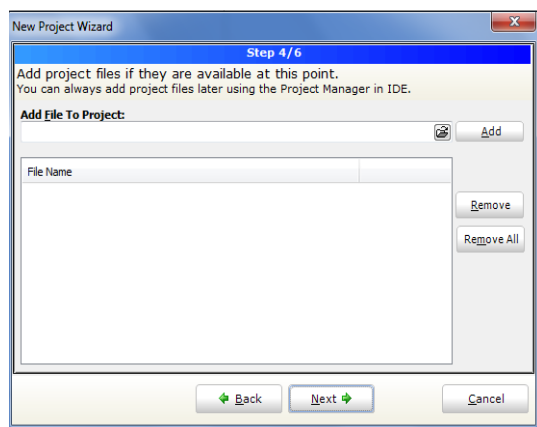 New Project Wizard
Step 4/6
Add project files if they are available at this point.
You can always add project files later using the Project Manager in IDE.
Add File To Project:
Add
File Name
Remove
Remove All
Back
Next
Cancel